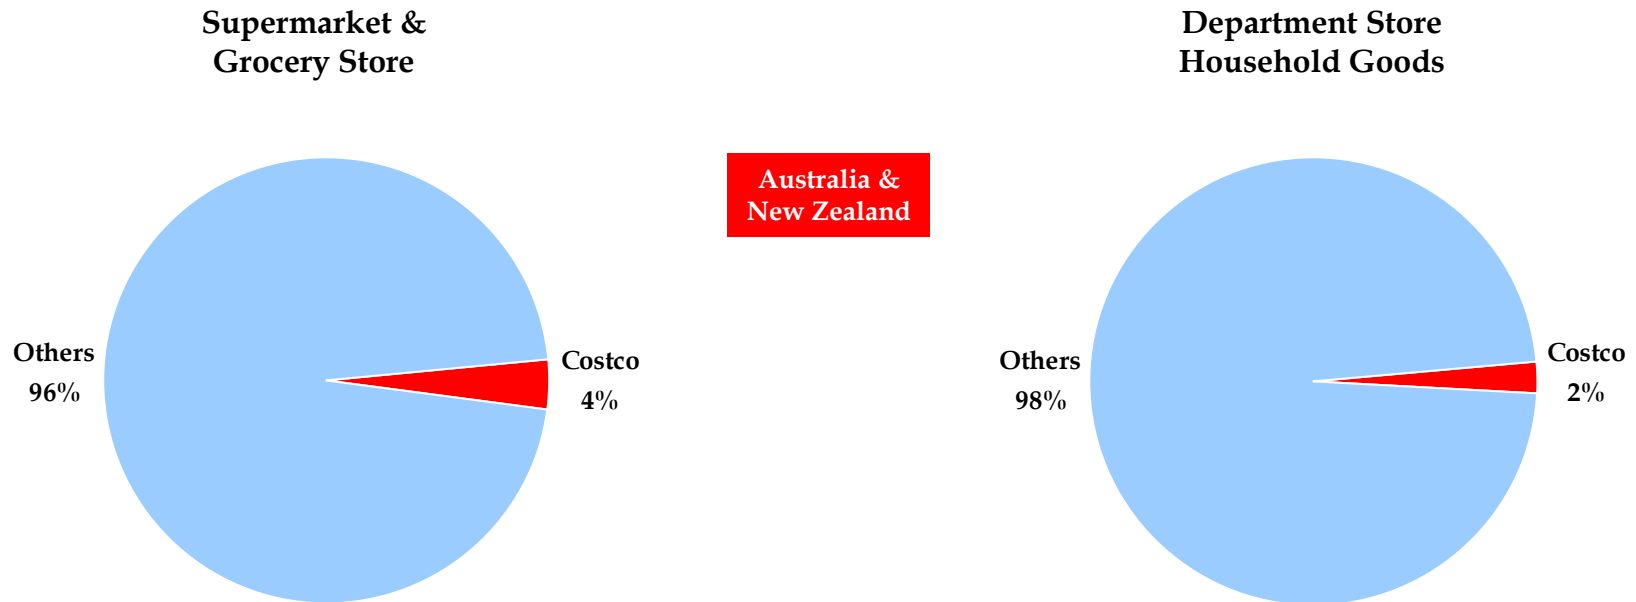 Supermarket &
Grocery Store
Department Store
Household Goods
Australia &
New Zealand
Others
96%
Costco
4%
Others
98%
Costco
2%